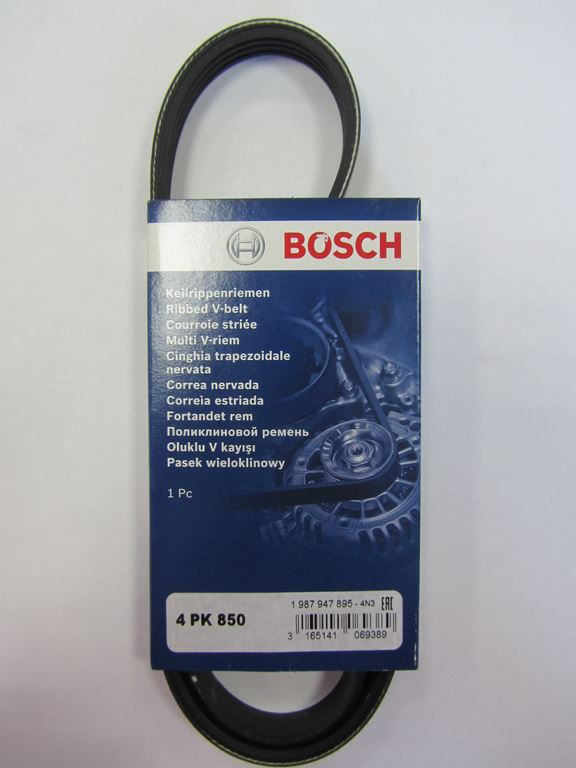 BOSCH
Keilrippenriemen
Ribbed V-belt
Courroie striée
Multi V-riem
Cinghia trapezoidale
nervata
Correa nervada
Correia estriada
Fortandet rem
Поликлиновой ремень
Oluklu V kayışı
Pasek wieloklinowy
1 Pc
4 PK 850
1 987 947 895 - 4N3 EAC
3 165141 069389